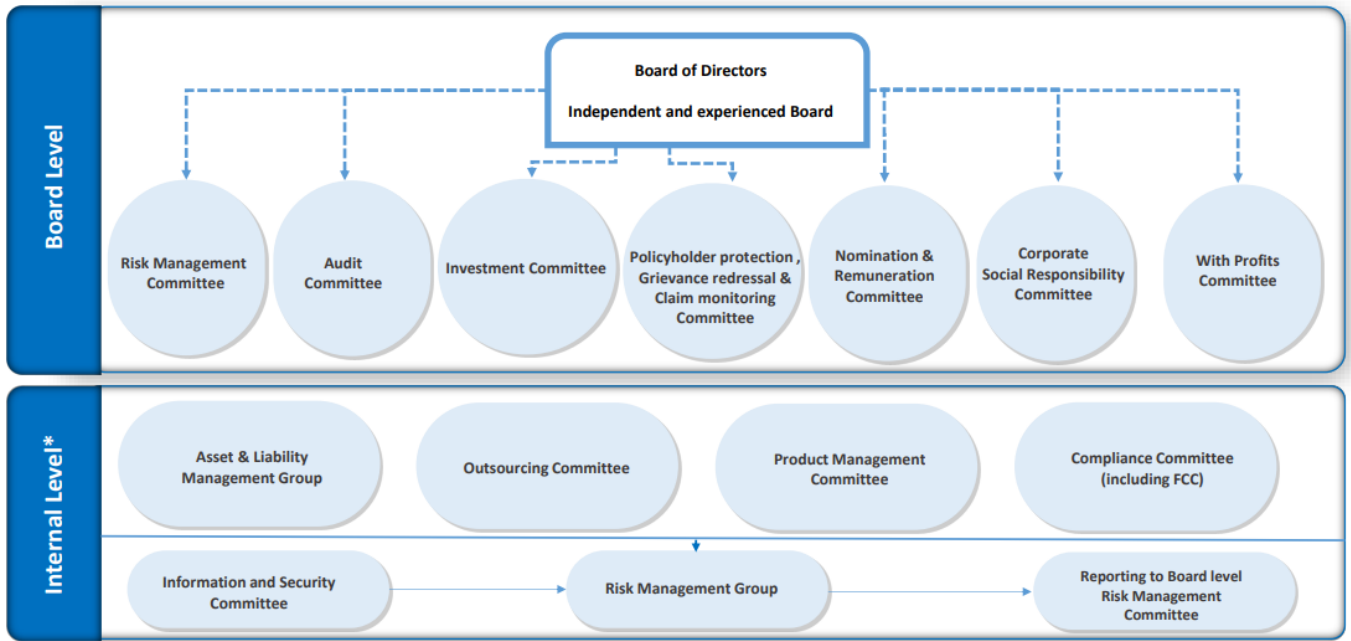 Board Level
Board of Directors
Independent and experienced Board
Risk Management
Committee
Audit
Committee
Investment Committee
Policyholder protection ,
Grievance redressal &
Claim monitoring
Committee
Nomination &
Remuneration
Committee
Corporate
Social Responsibility
Committee
With Profits
Committee
Internal Level*
Asset & Liability
Management Group
Outsourcing Committee
Product Management
Committee
Compliance Committee
(including FCC)
Information and Security
Committee
Risk Management Group
Reporting to Board level
Risk Management
Committee